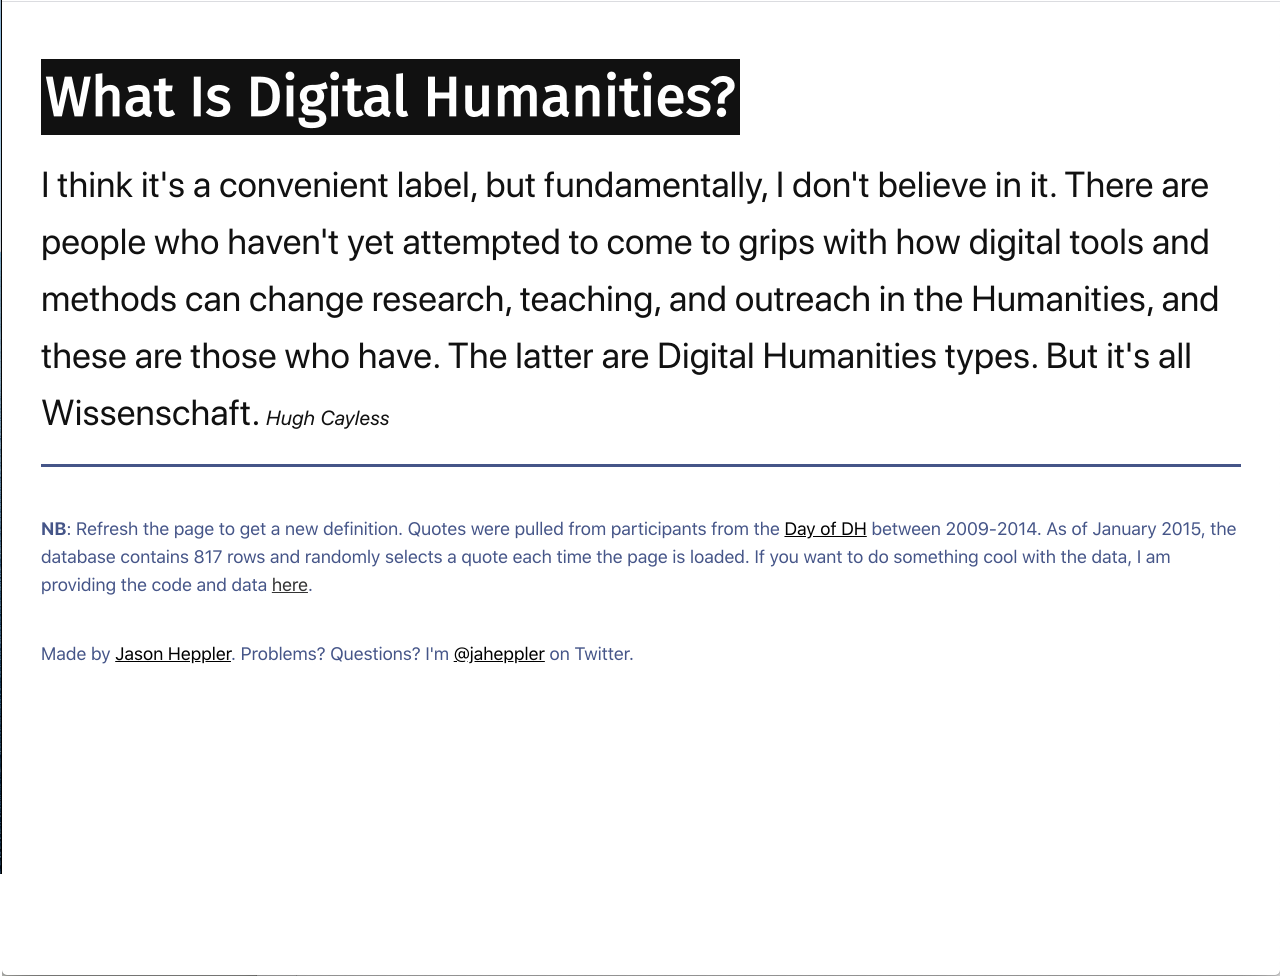 What Is Digital Humanities?
I think it's a convenient label, but fundamentally, I don't believe in it. There are
people who haven't yet attempted to come to grips with how digital tools and
methods can change research, teaching, and outreach in the Humanities, and
these are those who have. The latter are Digital Humanities types. But it's all
Wissenschaft. Hugh Cayless
NB: Refresh the page to get a new definition. Quotes were pulled from participants from the Day of DH between 2009-2014. As of January 2015, the
database contains 817 rows and randomly selects a quote each time the page is loaded. If you want to do something cool with the data, I am
providing the code and data here.
Made by Jason Heppler. Problems? Questions? I'm @jaheppler on Twitter.